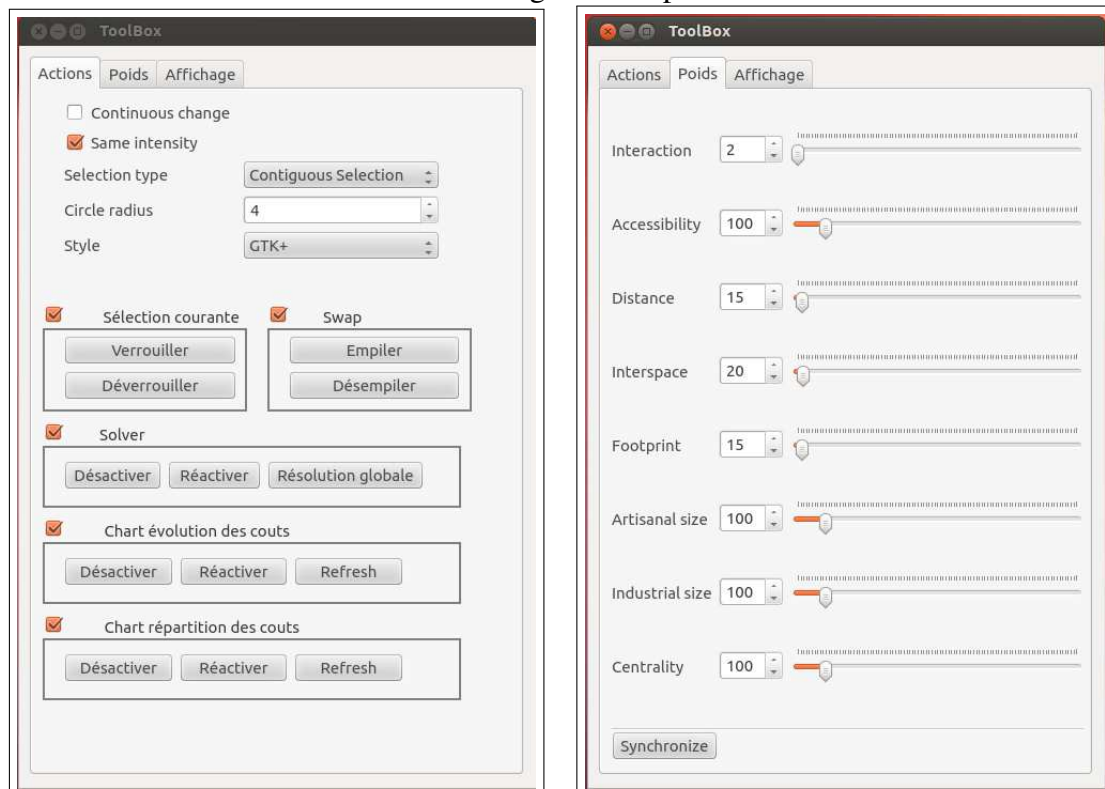 ToolBox
Actions Poids Affichage
Continuous change
Same intensity
Selection type Contiguous Selection
Circle radius 4
Style GTK+
Sélection courante Swap
Verrouiller Empiler
Déverrouiller Désempiler
Solver
Désactiver Réactiver Résolution globale
Chart évolution des couts
Désactiver Réactiver Refresh
Chart répartition des couts
Désactiver Réactiver Refresh
ToolBox
Actions Poids Affichage
Interaction 2
Accessibility 100
Distance 15
Interspace 20
Footprint 15
Artisanal size 100
Industrial size 100
Centrality 100
Synchronize